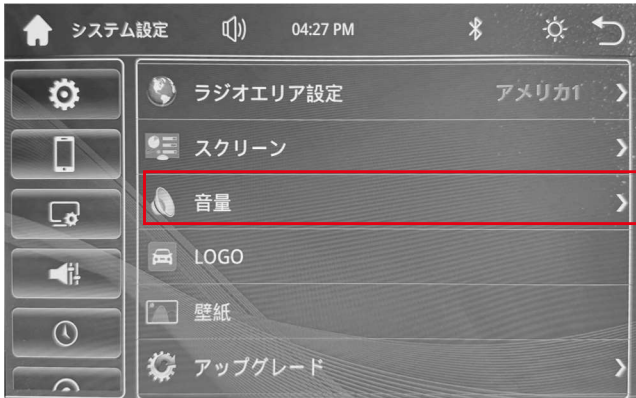 システム設定 04:27 PM
ラジオエリア設定 アメリカ1
スクリーン
音量
LOGO
壁紙
アップグレード